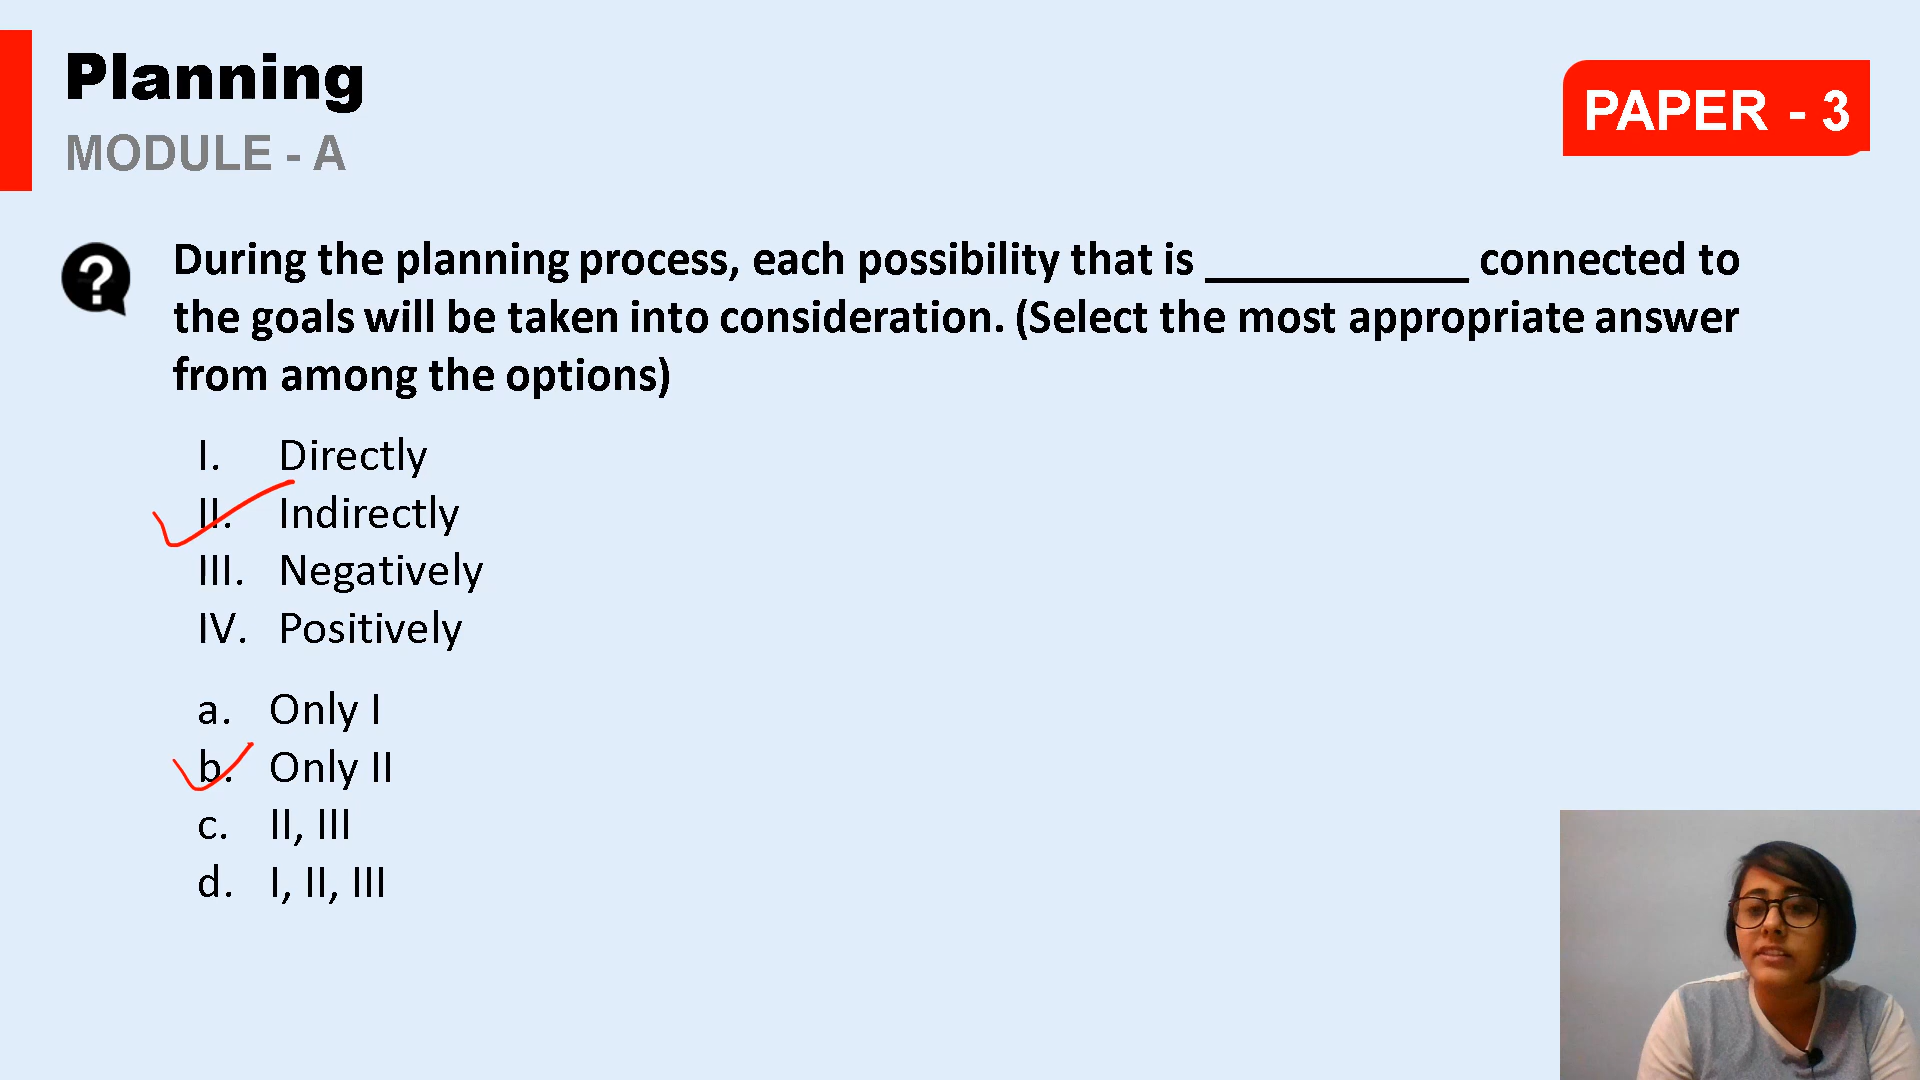 Planning
MODULE - A
PAPER - 3
During the planning process, each possibility that is ____________ connected to
the goals will be taken into consideration. (Select the most appropriate answer
from among the options)
I. Directly
II. Indirectly
III. Negatively
IV. Positively
a. Only I
b. Only II
c. II, III
d. I, II, III